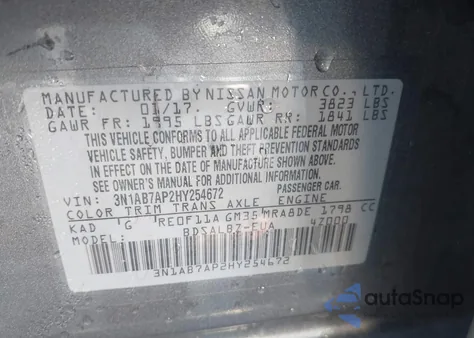 MANUFACTURED BY NISSAN MOTOR CO., LTD.
DATE: 01/17. GVWR: 3823 LBS
GAWR FR: 1995 LBS GAWR RR: 1841 LBS
THIS VEHICLE CONFORMS TO ALL APPLICABLE FEDERAL MOTOR
VEHICLE SAFETY, BUMPER AND THEFT PREVENTION STANDARDS
IN EFFECT ON THE DATE OF MANUFACTURE SHOWN ABOVE.
SEE OWNER'S MANUAL FOR ADDITIONAL INFORMATION.
VIN: 3N1AB7AP2HY254672 PASSENGER CAR.
COLOR TRIM TRANS AXLE ENGINE
KAD G RE0F11A GM35 MRA8DE 1798 CC
MODEL: BDSALBZ-EUA 47000
3N1AB7AP2HY254672
autoSnap